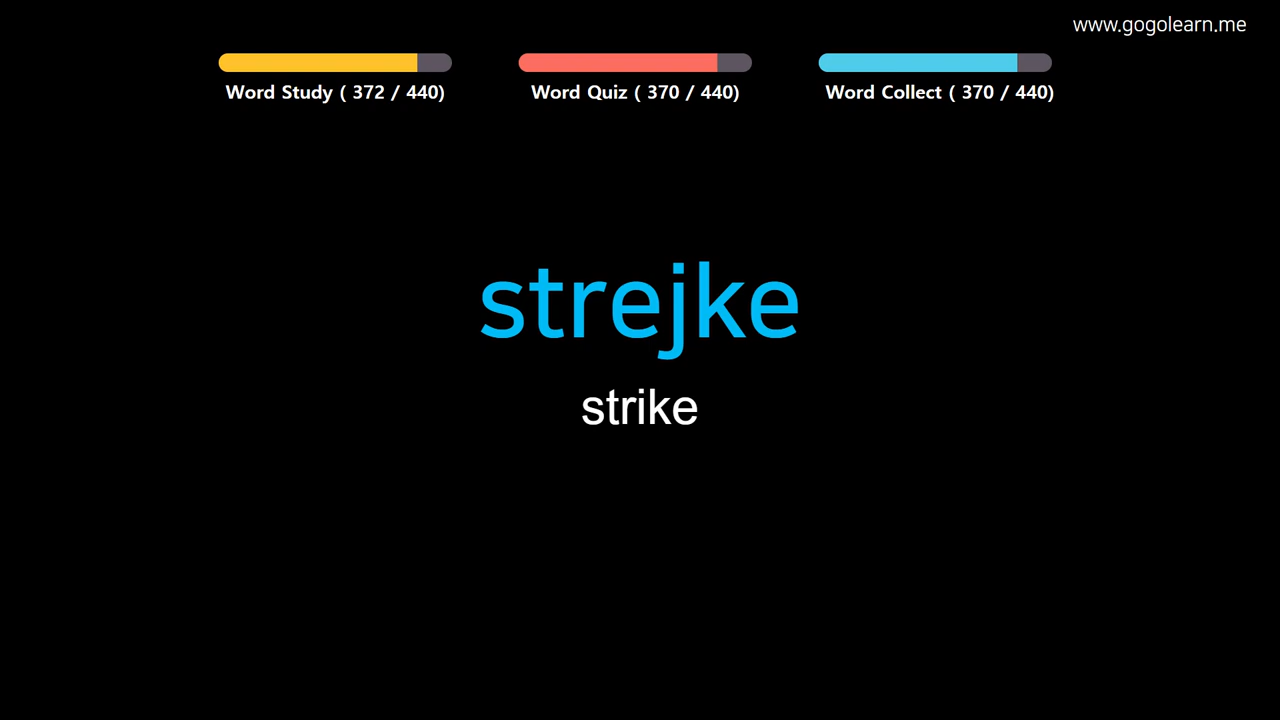 www.gogolearn.me
Word Study ( 372 / 440)
Word Quiz ( 370 / 440)
Word Collect ( 370 / 440)
strejke
strike